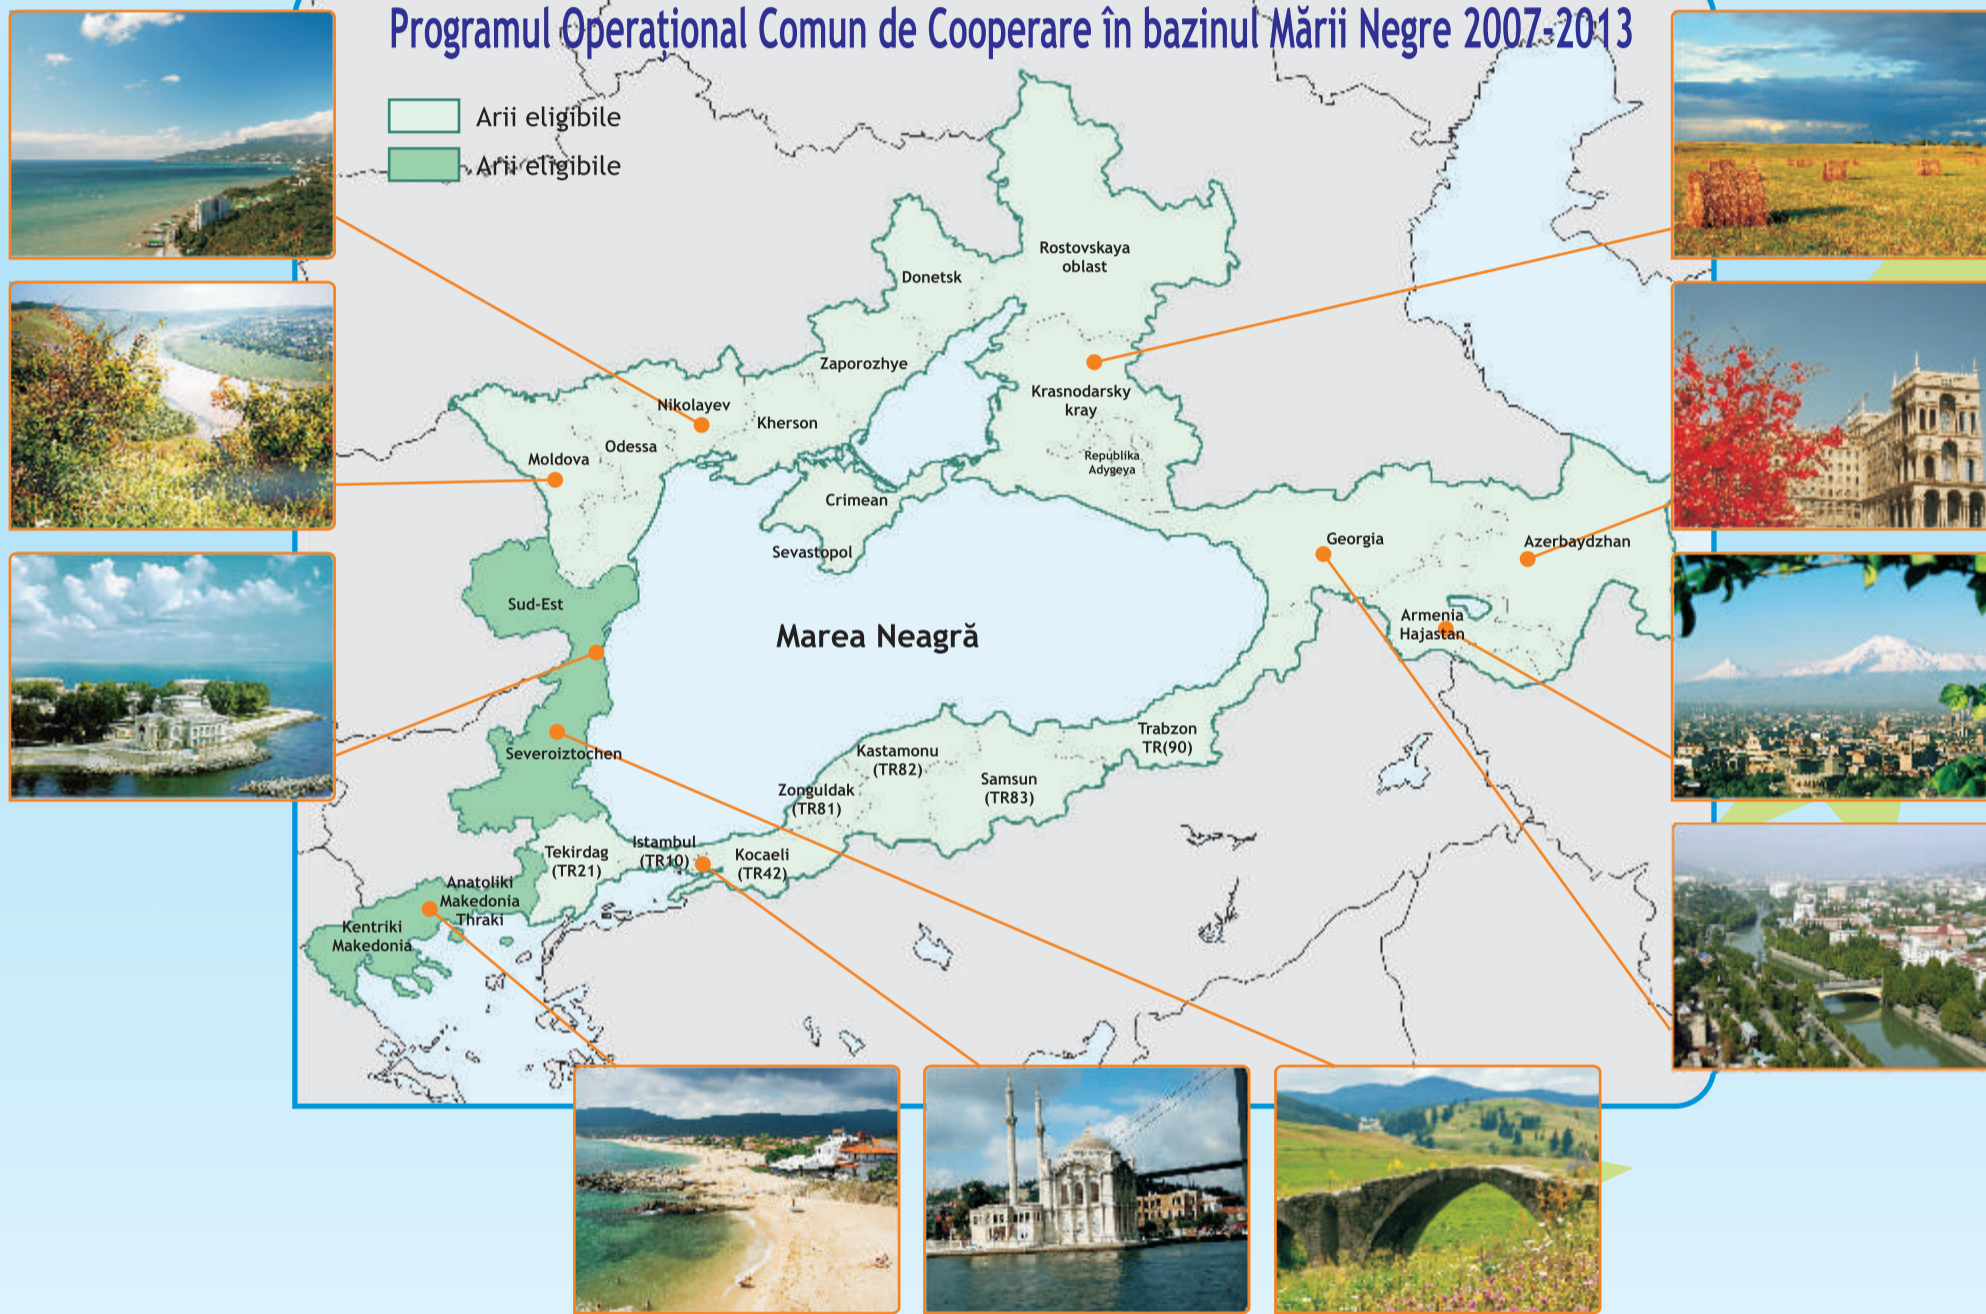 Programul Operațional Comun de Cooperare în bazinul Mării Negre 2007-2013
Arii eligibile
Arii eligibile
Rostovskaya
oblast
Donetsk
Zaporozhye
Krasnodarsky
kray
Nikolayev
Kherson
Odessa
Moldova
Republika
Adygeya
Crimean
Sevastopol
Georgia
Azerbaydzhan
Armenia
Hajastan
Sud-Est
Marea Neagră
Severoiztochen
Trabzon
TR(90)
Kastamonu
(TR82)
Samsun
(TR83)
Zonguldak
(TR81)
Istambul
(TR10)
Kocaeli
(TR42)
Tekirdag
(TR21)
Anatoliki
Makedonia
Thraki
Kentriki
Makedonia